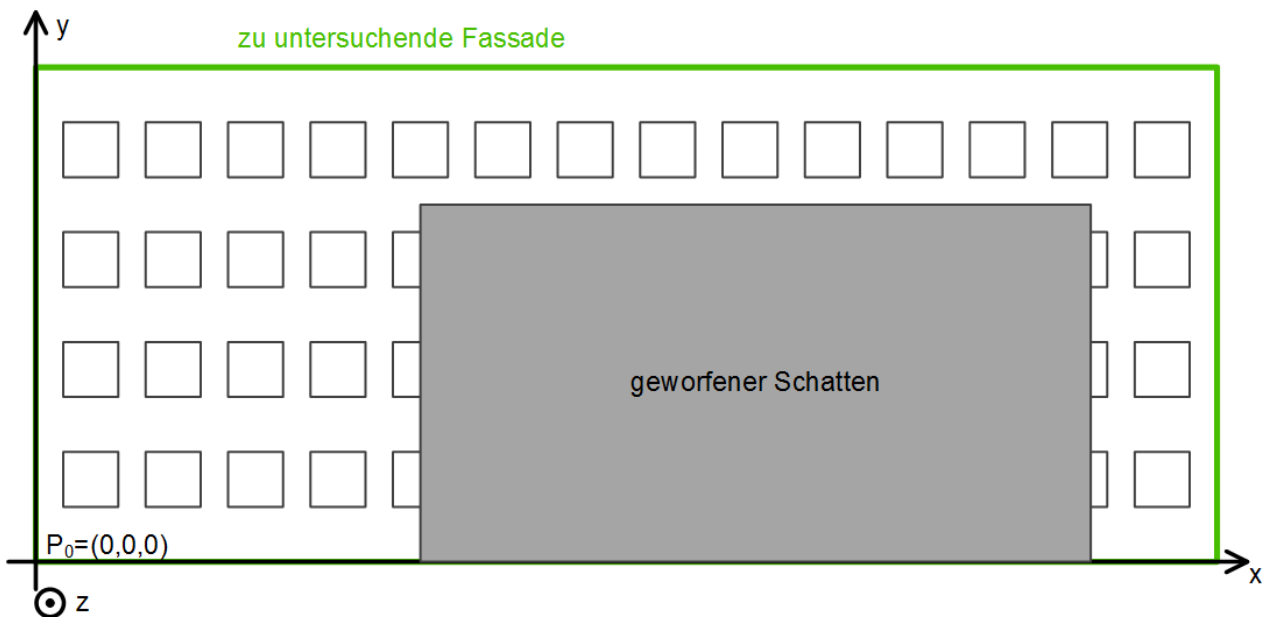 y
zu untersuchende Fassade
geworfener Schatten
P₀=(0,0,0)
x
z